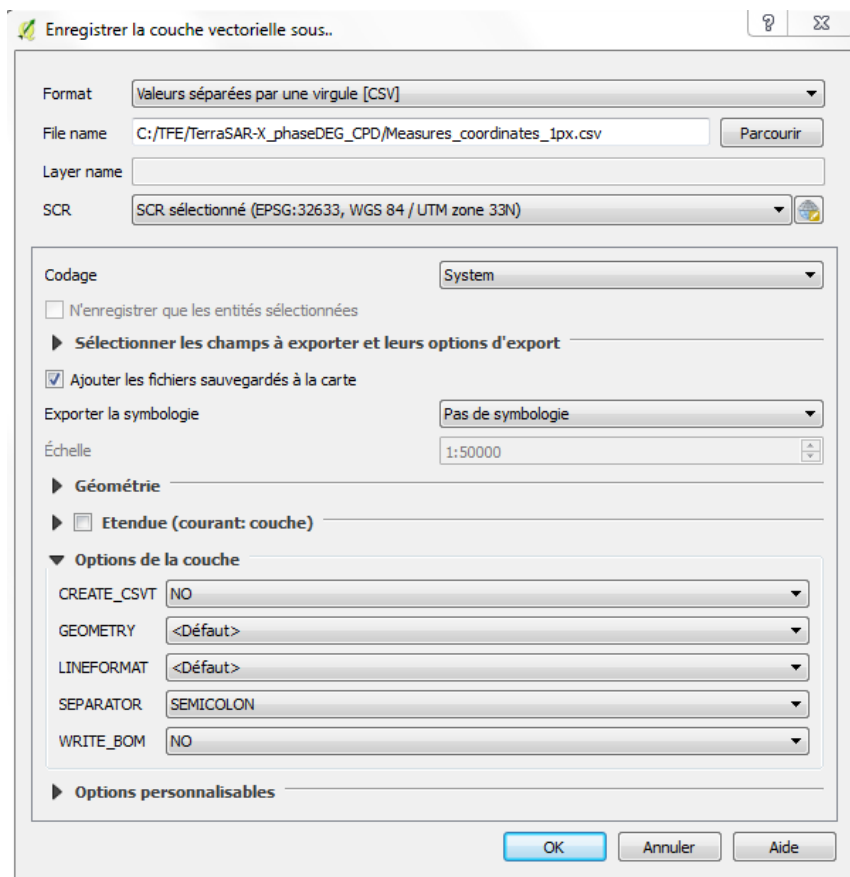 Enregistrer la couche vectorielle sous..
Format Valeurs séparées par une virgule [CSV]
File name C:/TFE/TerraSAR-X_phaseDEG_CPD/Measures_coordinates_1px.csv Parcourir
Layer name
SCR SCR sélectionné (EPSG:32633, WGS 84 / UTM zone 33N)
Codage System
N'enregistrer que les entités sélectionnées
Sélectionner les champs à exporter et leurs options d'export
Ajouter les fichiers sauvegardés à la carte
Exporter la symbologie Pas de symbologie
Échelle 1:50000
Géométrie
Etendue (courant: couche)
Options de la couche
CREATE_CSVT NO
GEOMETRY <Défaut>
LINEFORMAT <Défaut>
SEPARATOR SEMICOLON
WRITE_BOM NO
Options personnalisables
OK Annuler Aide